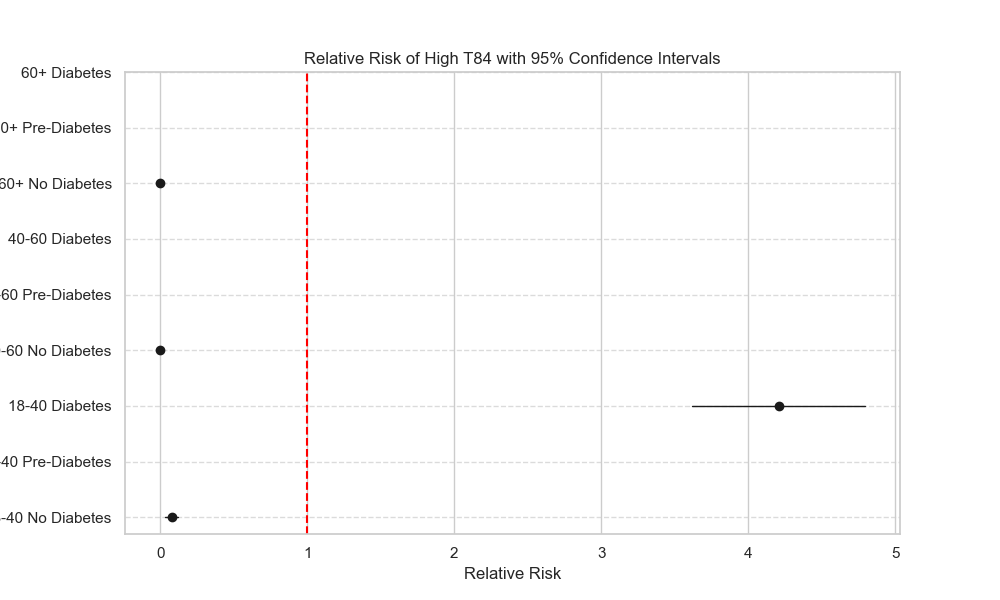 Relative Risk of High T84 with 95% Confidence Intervals
60+ Diabetes
0+ Pre-Diabetes
60+ No Diabetes
40-60 Diabetes
-60 Pre-Diabetes
-60 No Diabetes
18-40 Diabetes
-40 Pre-Diabetes
-40 No Diabetes
0 1 2 3 4 5
Relative Risk